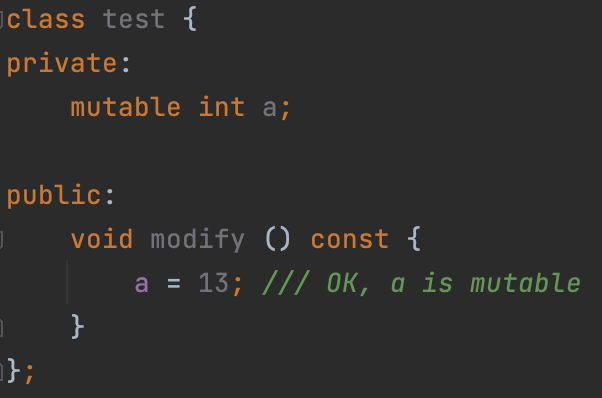 class test {
private:
    mutable int a;

public:
    void modify () const {
        a = 13; /// OK, a is mutable
    }
};